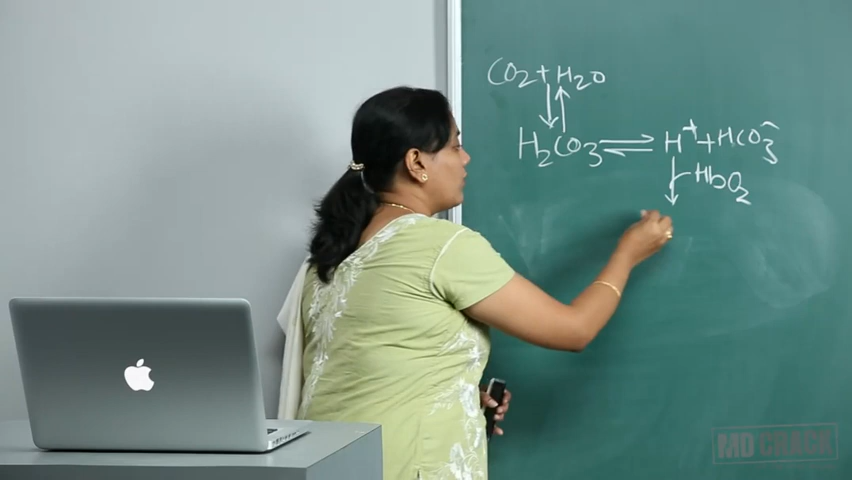 CO2 + H2O
H2CO3 ⇌ H+ + HCO3-
HbO2
MD CRACK